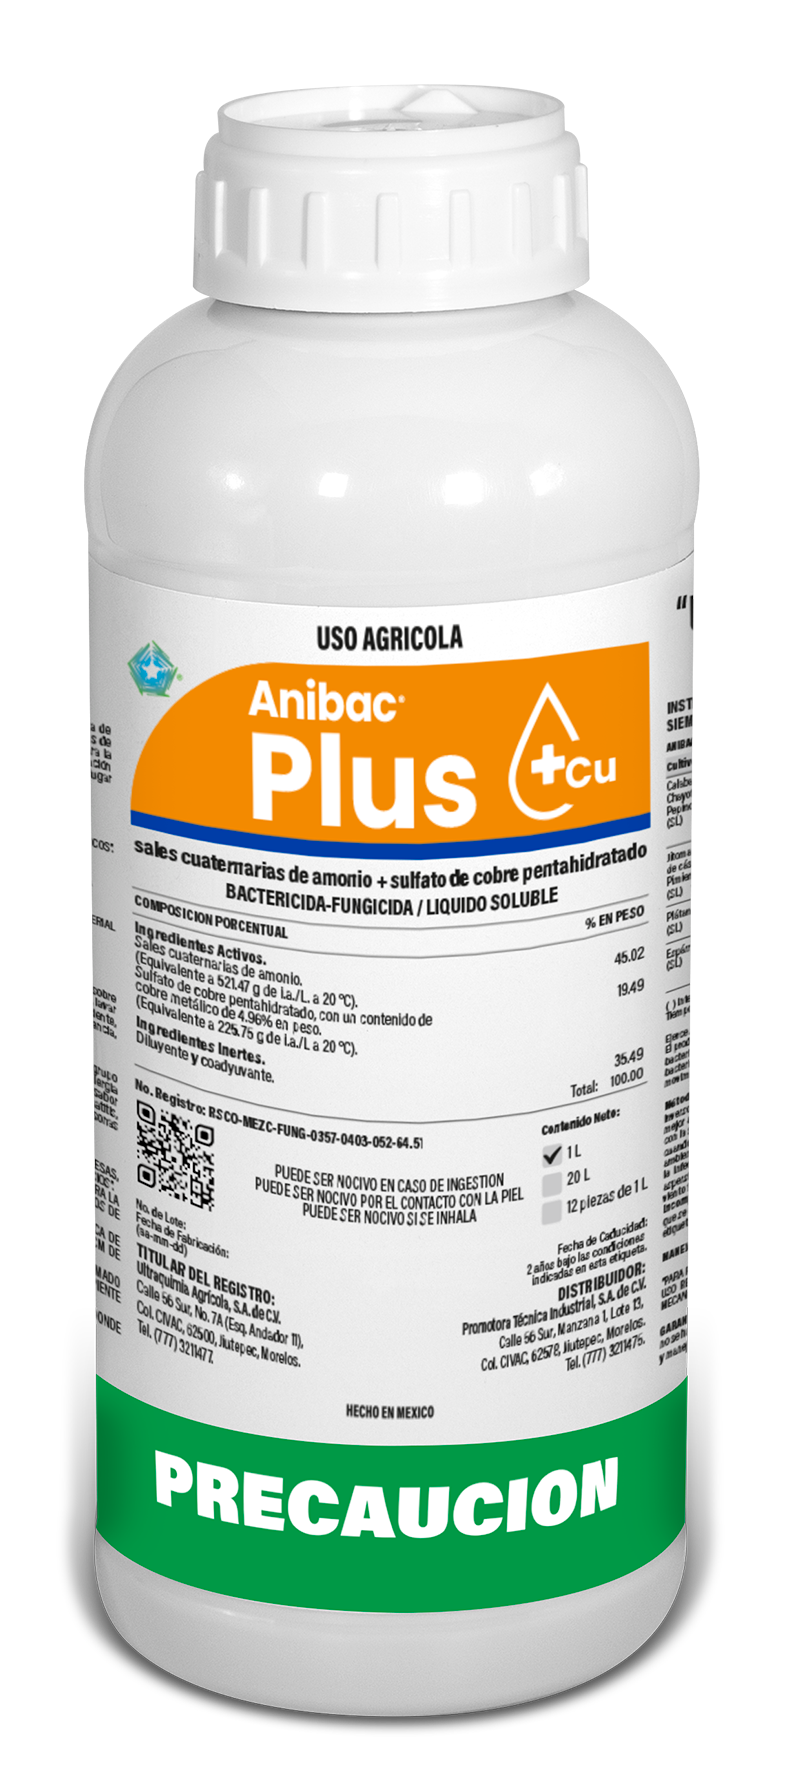 USO AGRICOLA
Anibac®
Plus
+cu
sales cuaternarias de amonio + sulfato de cobre pentahidratado
BACTERICIDA-FUNGICIDA / LIQUIDO SOLUBLE
COMPOSICION PORCENTUAL % EN PESO
Ingredientes Activos.
Sales cuaternarias de amonio. 45.02
(Equivalente a 521.47 g de i.a./L. a 20 °C).
Sulfato de cobre pentahidratado, con un contenido de 19.49
cobre metálico de 4.96% en peso.
(Equivalente a 225.75 g de i.a./L a 20 °C).
Ingredientes Inertes.
Diluyente y coadyuvante. 35.49
Total: 100.00
No. Registro: RSCO-MEZC-FUNG-0357-0403-052-64.51
Contenido Neto:
1 L
20 L
12 piezas de 1 L
PUEDE SER NOCIVO EN CASO DE INGESTION
PUEDE SER NOCIVO POR EL CONTACTO CON LA PIEL
PUEDE SER NOCIVO SI SE INHALA
No. de Lote:
Fecha de Fabricación:
(aa-mm-dd)
TITULAR DEL REGISTRO:
Ultraquimia Agrícola, S.A. de C.V.
Calle 56 Sur, No. 7A (Esq. Andador 11),
Col. CIVAC, 62500, Jiutepec, Morelos.
Tel. (777) 3211477.
Fecha de Caducidad:
2 años bajo las condiciones
indicadas en esta etiqueta.
DISTRIBUIDOR:
Promotora Técnica Industrial, S.A. de C.V.
Calle 56 Sur, Manzana 1, Lote 13,
Col. CIVAC, 62578, Jiutepec, Morelos.
Tel. (777) 3211475.
HECHO EN MEXICO
PRECAUCION